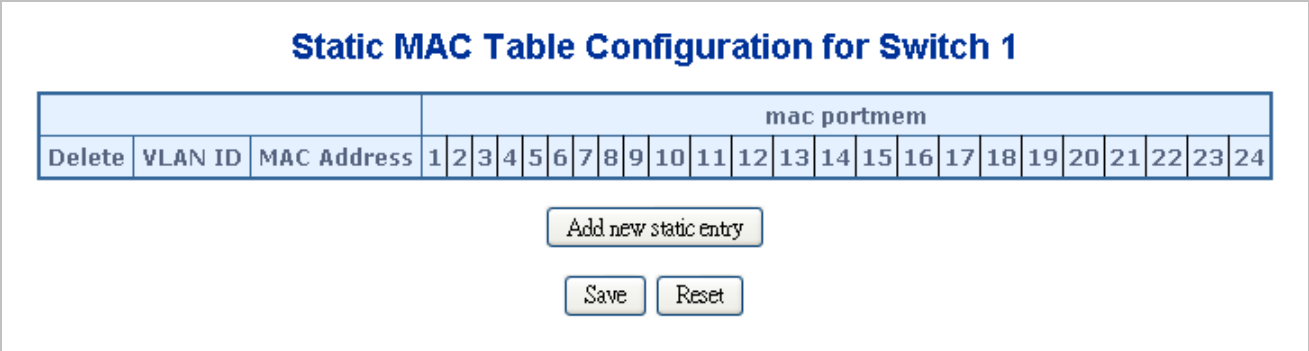 Static MAC Table Configuration for Switch 1
mac portmem
Delete VLAN ID MAC Address 1 2 3 4 5 6 7 8 9 10 11 12 13 14 15 16 17 18 19 20 21 22 23 24
Add new static entry
Save Reset